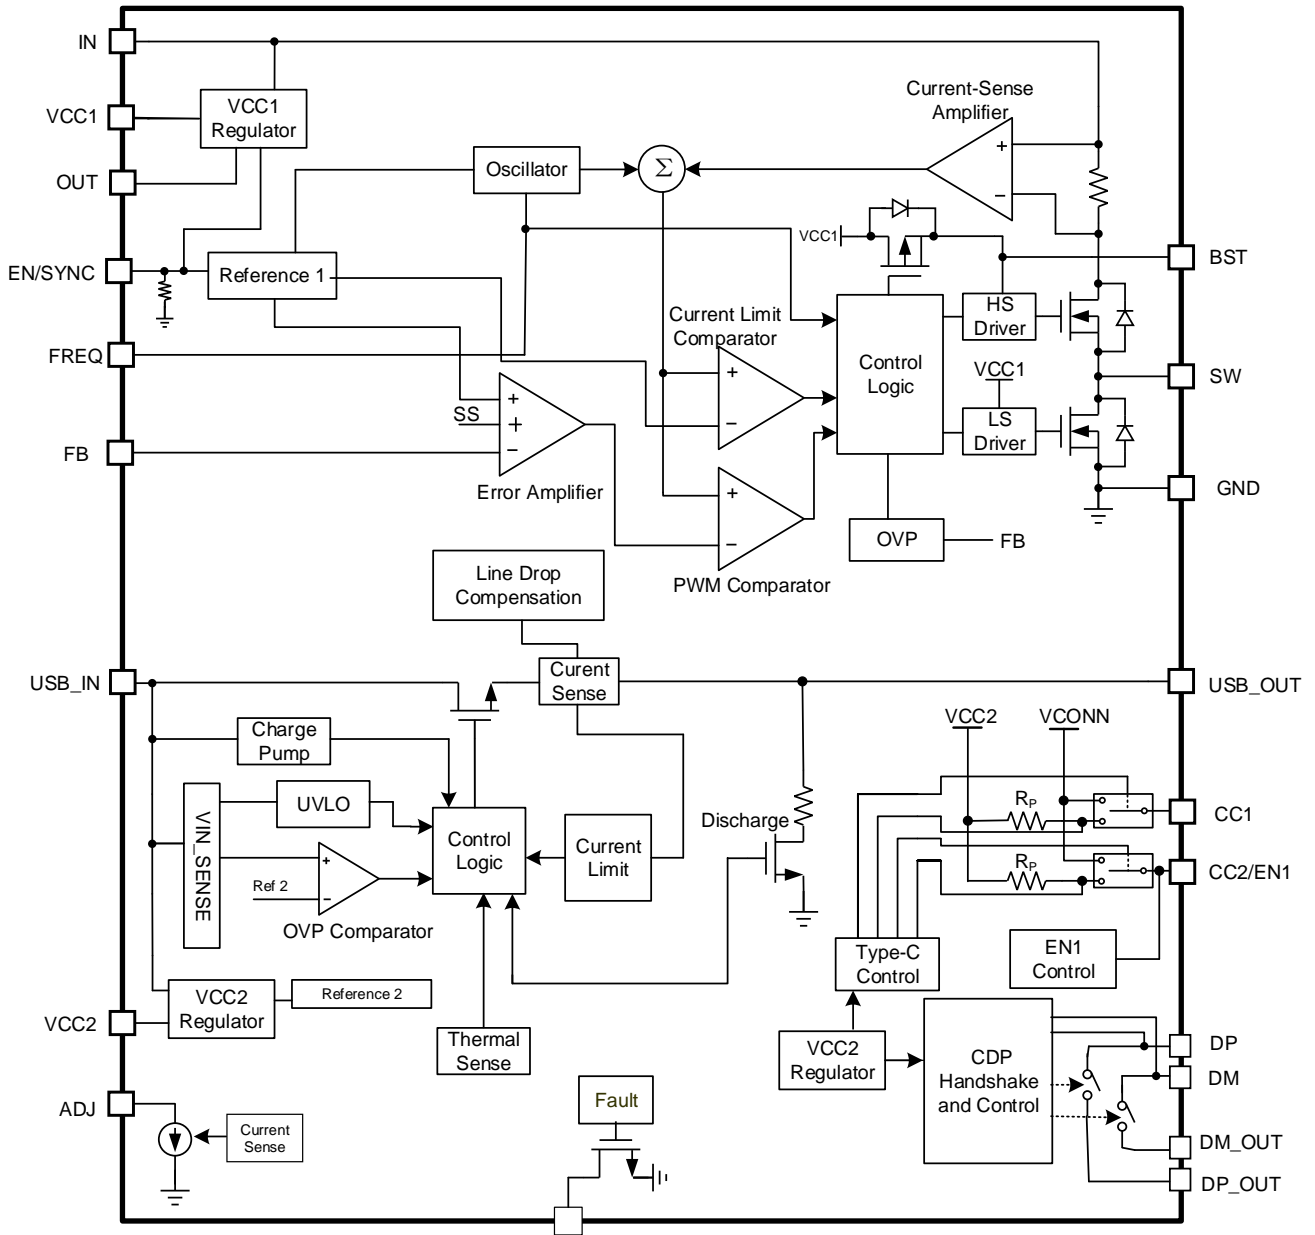 IN
VCC1
Regulator
VCC1
OUT
Current-Sense
Amplifier
+
−
Oscillator
Σ
VCC1
EN/SYNC
Reference 1
BST
HS
Driver
Current Limit
Comparator
FREQ
Control
Logic
VCC1
SW
+
−
+
SS
+
−
LS
Driver
FB
Error Amplifier
GND
+
−
OVP
FB
PWM Comparator
Line Drop
Compensation
USB_IN
Curent
Sense
USB_OUT
Charge
Pump
VCC2
VCONN
VIN_SENSE
UVLO
RP
CC1
Control
Logic
Current
Limit
Discharge
+
Ref 2
−
OVP Comparator
RP
CC2/EN1
Type-C
Control
EN1
Control
VCC2
Regulator
Reference 2
VCC2
Thermal
Sense
VCC2
Regulator
CDP
Handshake
and Control
DP
DM
ADJ
Current
Sense
Fault
DM_OUT
DP_OUT